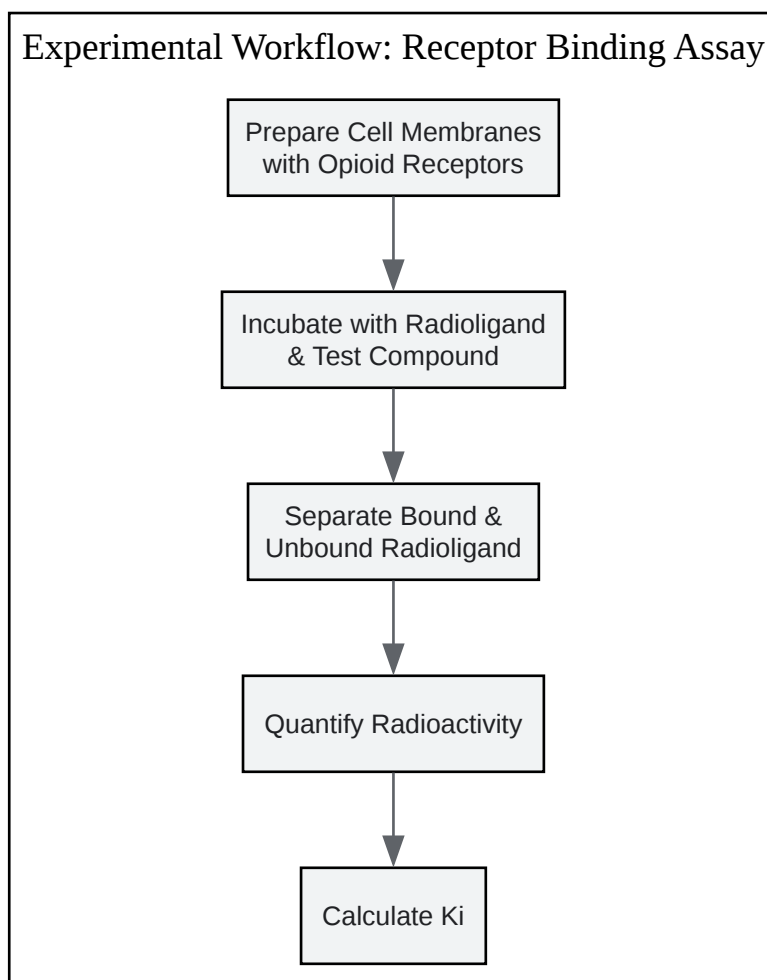 Experimental Workflow: Receptor Binding Assay
Prepare Cell Membranes
with Opioid Receptors
Incubate with Radioligand
& Test Compound
Separate Bound &
Unbound Radioligand
Quantify Radioactivity
Calculate Ki